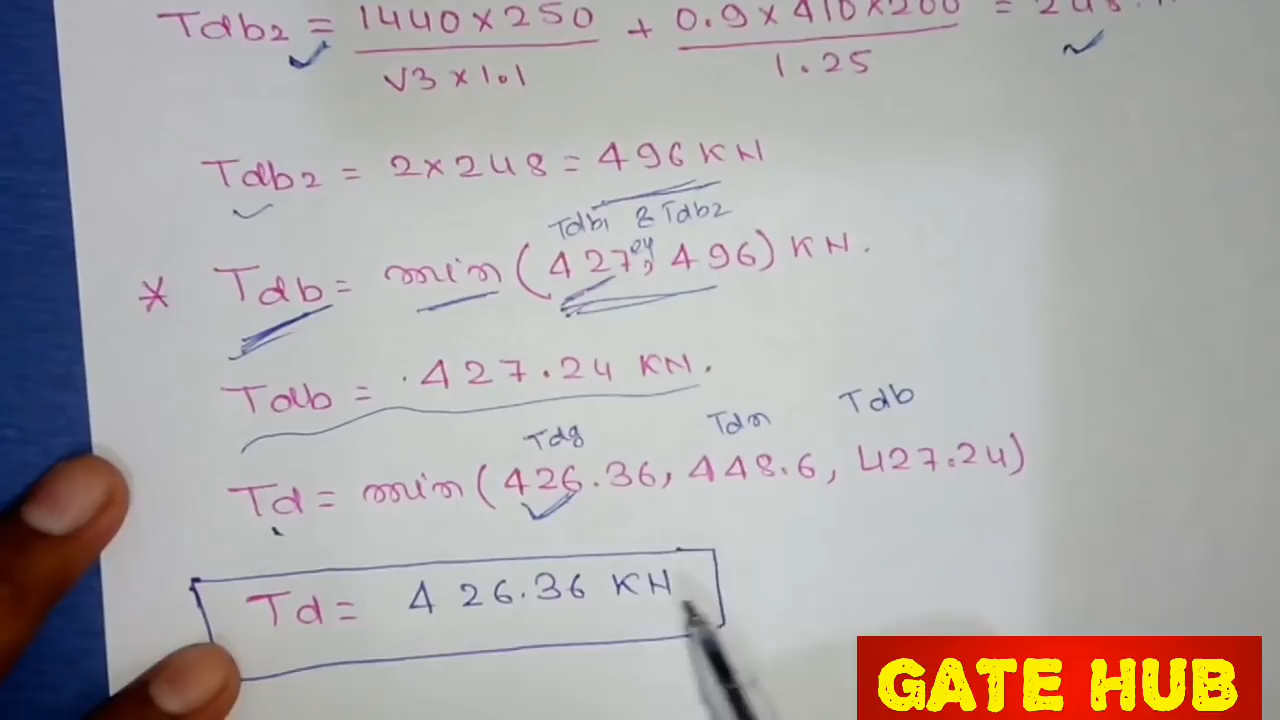 Tdb2 = 1440×250 / √3×1.1 + 0.9×410×200 / 1.25 = 248.
Tdb2 = 2×248 = 496 KN
Tdb1 & Tdb2
* Tdb = min (427, 496) KN.
Tdb = 427.24 KN.
Tdg Tdn Tdb
Td = min (426.36, 448.6, 427.24)
Td = 426.36 KN
GATE HUB